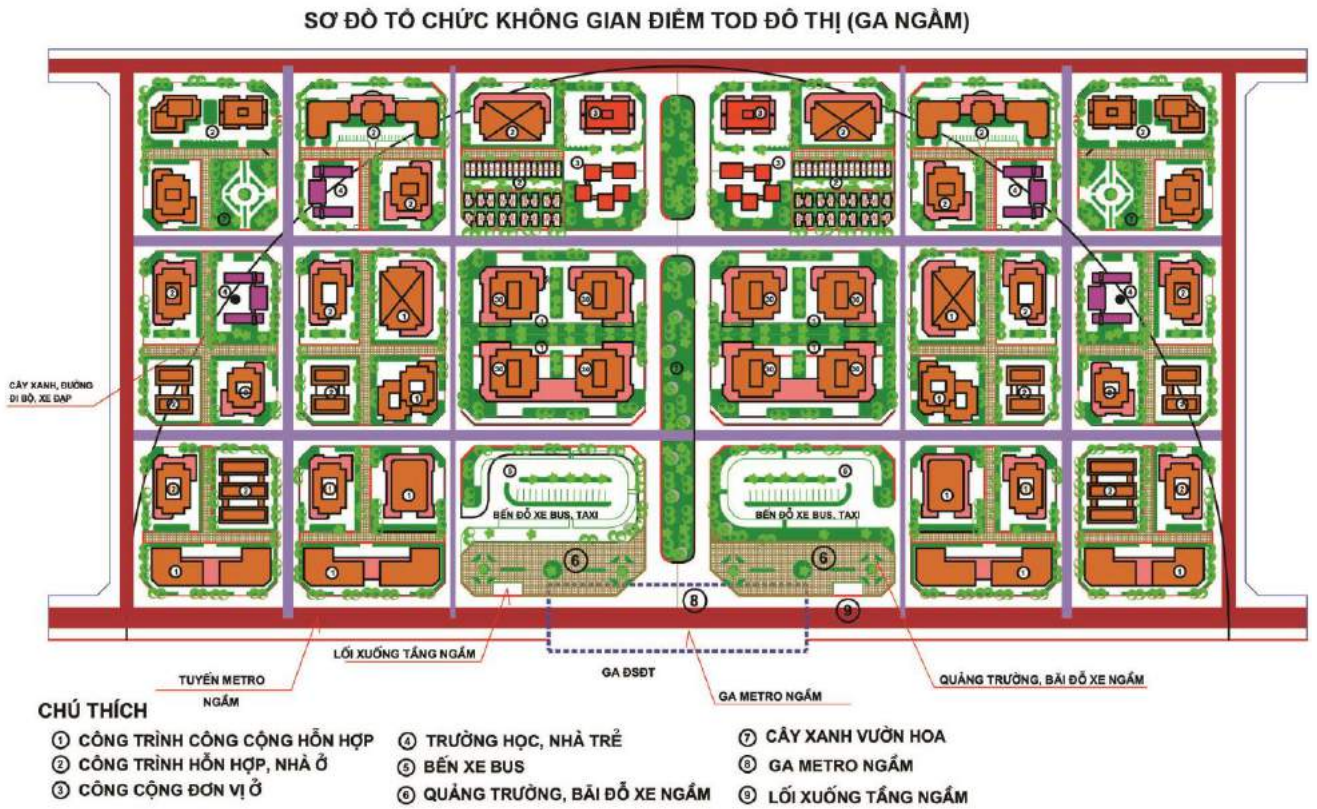 SƠ ĐỒ TỔ CHỨC KHÔNG GIAN ĐIỂM TOD ĐÔ THỊ (GA NGẦM)
CÂY XANH, ĐƯỜNG
ĐI BỘ, XE ĐẠP
BẾN ĐỖ XE BUS, TAXI
BẾN ĐỖ XE BUS, TAXI
6
6
8
9
LỐI XUỐNG TẦNG NGẦM
GA ĐSĐT
TUYẾN METRO
NGẦM
GA METRO NGẦM
QUẢNG TRƯỜNG, BÃI ĐỖ XE NGẦM
CHÚ THÍCH
1 CÔNG TRÌNH CÔNG CỘNG HỖN HỢP
2 CÔNG TRÌNH HỖN HỢP, NHÀ Ở
3 CÔNG CỘNG ĐƠN VỊ Ở
4 TRƯỜNG HỌC, NHÀ TRẺ
5 BẾN XE BUS
6 QUẢNG TRƯỜNG, BÃI ĐỖ XE NGẦM
7 CÂY XANH VƯỜN HOA
8 GA METRO NGẦM
9 LỐI XUỐNG TẦNG NGẦM